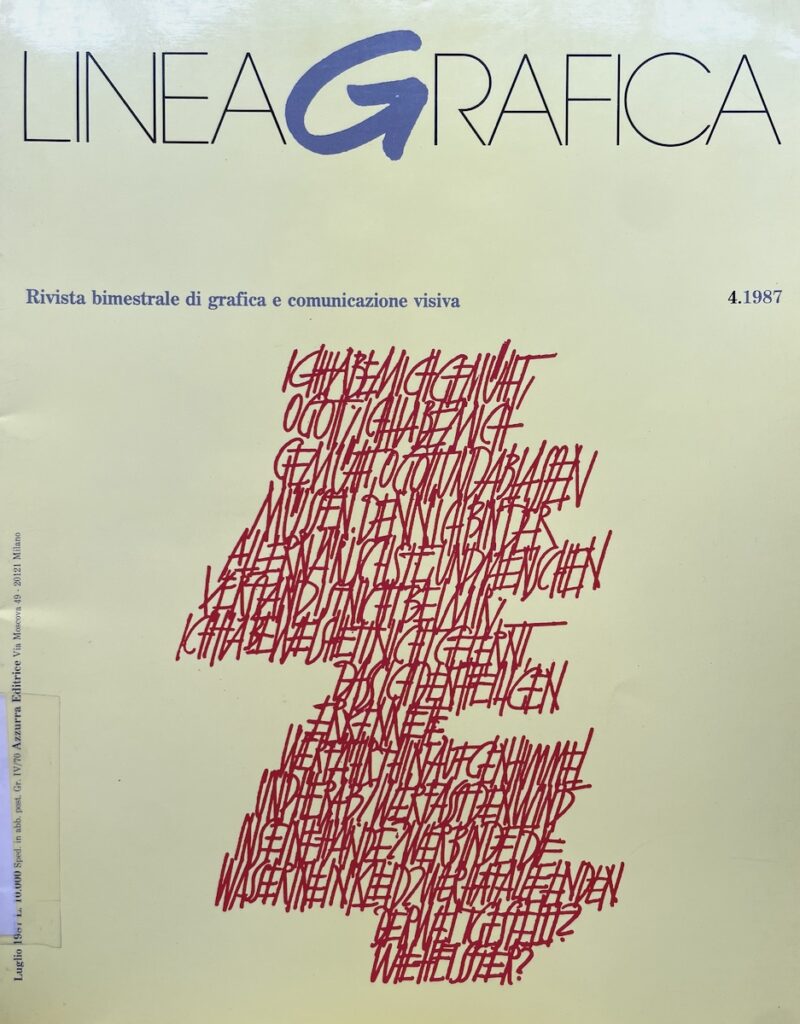 LINEAGRAFICA
Rivista bimestrale di grafica e comunicazione visiva
4.1987
ICH HABE MICH GEMÜHT,
O GOTT, ICH HABE MICH
GEMÜHT, O GOTT UND ABLASSEN
MÜSSEN. DENN ICH BIN DER
ALLERNÄRRISCHSTE, UND MENSCHEN
VERSTAND IST NICHT BEI MIR;
ICH HABE WEISHEIT NICHT GELERNT,
DASS ICH DEN HEILIGEN
ERKENNETE
WER FÄHRT HINAUF GEN HIMMEL
UND HERAB? WER FASST DEN WIND
IN SEINE HÄNDE? WER BINDET DIE
WASSER IN EIN KLEID? WER HAT ALLE ENDEN
DER WELT GESTELLT?
WIE HEISST ER?
Luglio 1987 L. 10.000 Sped. in abb. post. Gr. IV/70 Azzurra Editrice Via Moscova 49 - 20121 Milano